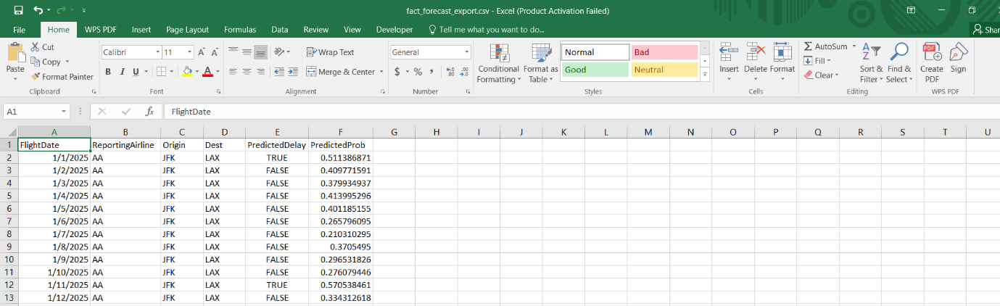 fact_forecast_export.csv - Excel (Product Activation Failed)
File Home WPS PDF Insert Page Layout Formulas Data Review View Developer Tell me what you want to do... Shar
Paste
Cut
Copy
Format Painter
Clipboard
Calibri 11
B I U
Font
Wrap Text
Merge & Center
Alignment
General
$ % ,
Number
Conditional Formatting
Format as Table
Normal Bad
Good Neutral
Styles
Insert Delete Format
Cells
AutoSum
Fill
Clear
Sort & Filter
Find & Select
Editing
Create PDF
Sign
WPS PDF
A1 fx FlightDate
A B C D E F G H I J K L M N O P Q R S T U
1 FlightDate ReportingAirline Origin Dest PredictedDelay PredictedProb
2 1/1/2025 AA JFK LAX TRUE 0.511386871
3 1/2/2025 AA JFK LAX FALSE 0.409771591
4 1/3/2025 AA JFK LAX FALSE 0.379934937
5 1/4/2025 AA JFK LAX FALSE 0.413995296
6 1/5/2025 AA JFK LAX FALSE 0.401185155
7 1/6/2025 AA JFK LAX FALSE 0.265796095
8 1/7/2025 AA JFK LAX FALSE 0.210310295
9 1/8/2025 AA JFK LAX FALSE 0.3705495
10 1/9/2025 AA JFK LAX FALSE 0.296531826
11 1/10/2025 AA JFK LAX FALSE 0.276079446
12 1/11/2025 AA JFK LAX TRUE 0.570538461
13 1/12/2025 AA JFK LAX FALSE 0.334312618